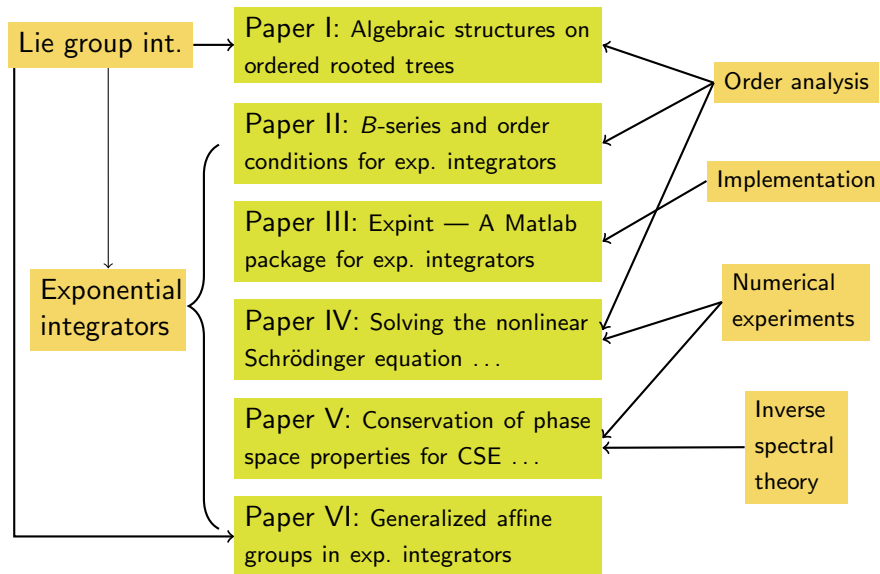 Lie group int.
Paper I: Algebraic structures on
ordered rooted trees
Order analysis
Paper II: B-series and order
conditions for exp. integrators
Implementation
Paper III: Expint — A Matlab
package for exp. integrators
Exponential
integrators
Numerical
experiments
Paper IV: Solving the nonlinear
Schrödinger equation ...
Paper V: Conservation of phase
space properties for CSE ...
Inverse
spectral
theory
Paper VI: Generalized affine
groups in exp. integrators